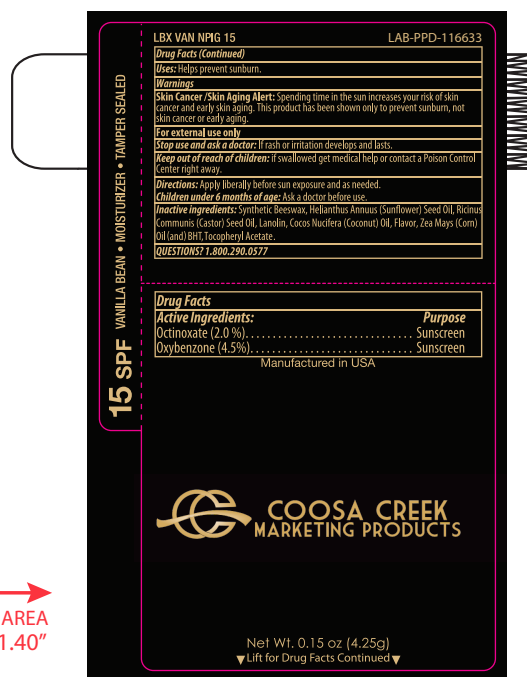 LBX VAN NPIG 15 LAB-PPD-116633
Drug Facts (Continued)
Uses: Helps prevent sunburn.
Warnings
Skin Cancer /Skin Aging Alert: Spending time in the sun increases your risk of skin
cancer and early skin aging. This product has been shown only to prevent sunburn, not
skin cancer or early aging.
For external use only
Stop use and ask a doctor: If rash or irritation develops and lasts.
Keep out of reach of children: if swallowed get medical help or contact a Poison Control
Center right away.
Directions: Apply liberally before sun exposure and as needed.
Children under 6 months of age: Ask a doctor before use.
Inactive ingredients: Synthetic Beeswax, Helianthus Annuus (Sunflower) Seed Oil, Ricinus
Communis (Castor) Seed Oil, Lanolin, Cocos Nucifera (Coconut) Oil, Flavor, Zea Mays (Corn)
Oil (and) BHT, Tocopheryl Acetate.
QUESTIONS? 1.800.290.0577
15 SPF VANILLA BEAN • MOISTURIZER • TAMPER SEALED
Drug Facts
Active Ingredients: Purpose
Octinoxate (2.0 %)................................ Sunscreen
Oxybenzone (4.5%)............................... Sunscreen
Manufactured in USA
COOSA CREEK
MARKETING PRODUCTS
AREA
1.40"
Net Wt. 0.15 oz (4.25g)
▼Lift for Drug Facts Continued▼